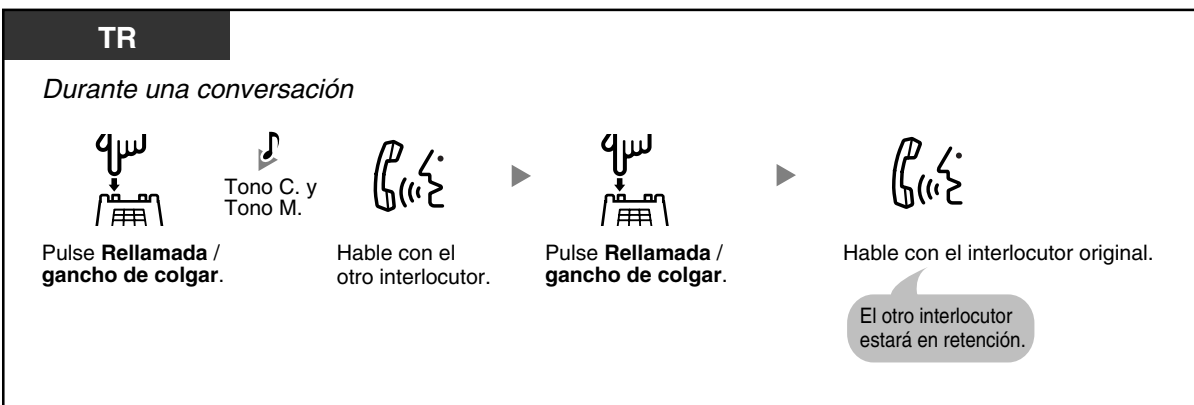 TR
Durante una conversación
Tono C. y
Tono M.
Pulse Rellamada /
gancho de colgar.
Hable con el
otro interlocutor.
Pulse Rellamada /
gancho de colgar.
Hable con el interlocutor original.
El otro interlocutor
estará en retención.